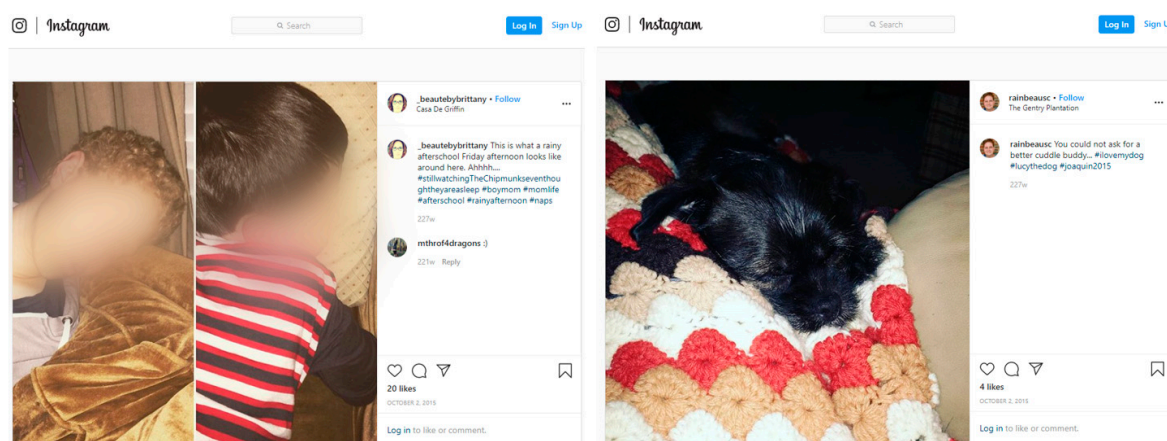 Instagram
Search
Log In
Sign Up
_beautebybrittany • Follow
Casa De Griffin
_beautebybrittany This is what a rainy
afterschool Friday afternoon looks like
around here. Ahhhh....
#stillwatchingTheChipmunkseventhou
ghtheyareasleep #boymom #momlife
#afterschool #rainyafternoon #naps
227w
mthrof4dragons :)
221w Reply
20 likes
OCTOBER 2, 2015
Log in to like or comment.
Instagram
Search
Log In
Sign U
rainbeausc • Follow
The Gentry Plantation
rainbeausc You could not ask for a
better cuddle buddy... #ilovemydog
#lucythedog #joaquin2015
227w
4 likes
OCTOBER 2, 2015
Log in to like or comment.